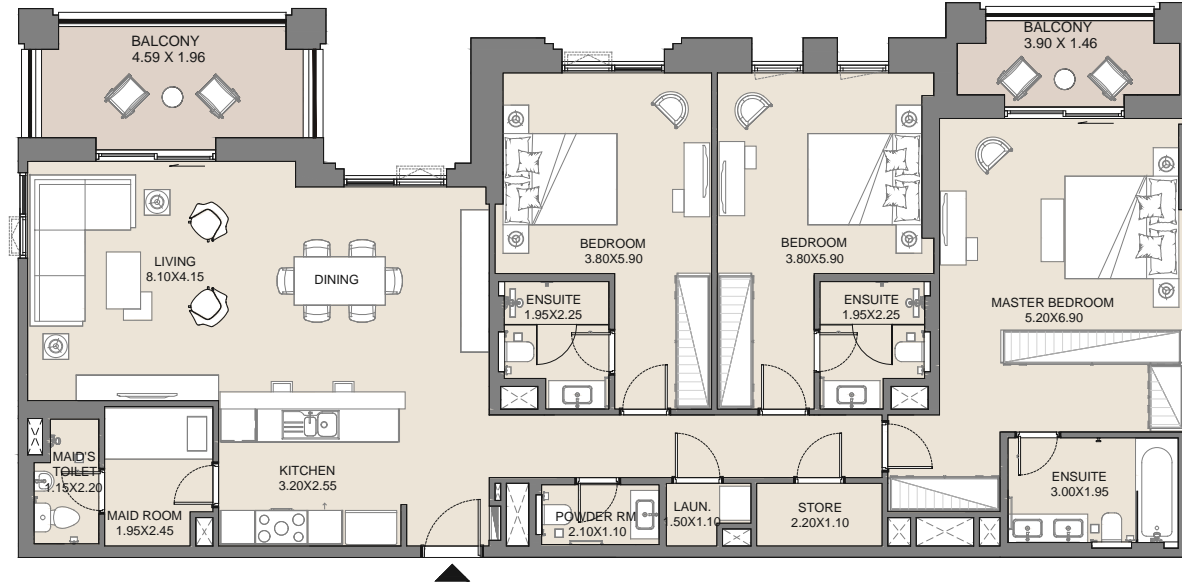 BALCONY
4.59 X 1.96
BALCONY
3.90 X 1.46
LIVING
8.10X4.15
DINING
BEDROOM
3.80X5.90
BEDROOM
3.80X5.90
MASTER BEDROOM
5.20X6.90
ENSUITE
1.95X2.25
ENSUITE
1.95X2.25
MAID'S
TOILET
1.15X2.20
MAID ROOM
1.95X2.45
KITCHEN
3.20X2.55
POWDER RM
2.10X1.10
LAUN.
1.50X1.10
STORE
2.20X1.10
ENSUITE
3.00X1.95